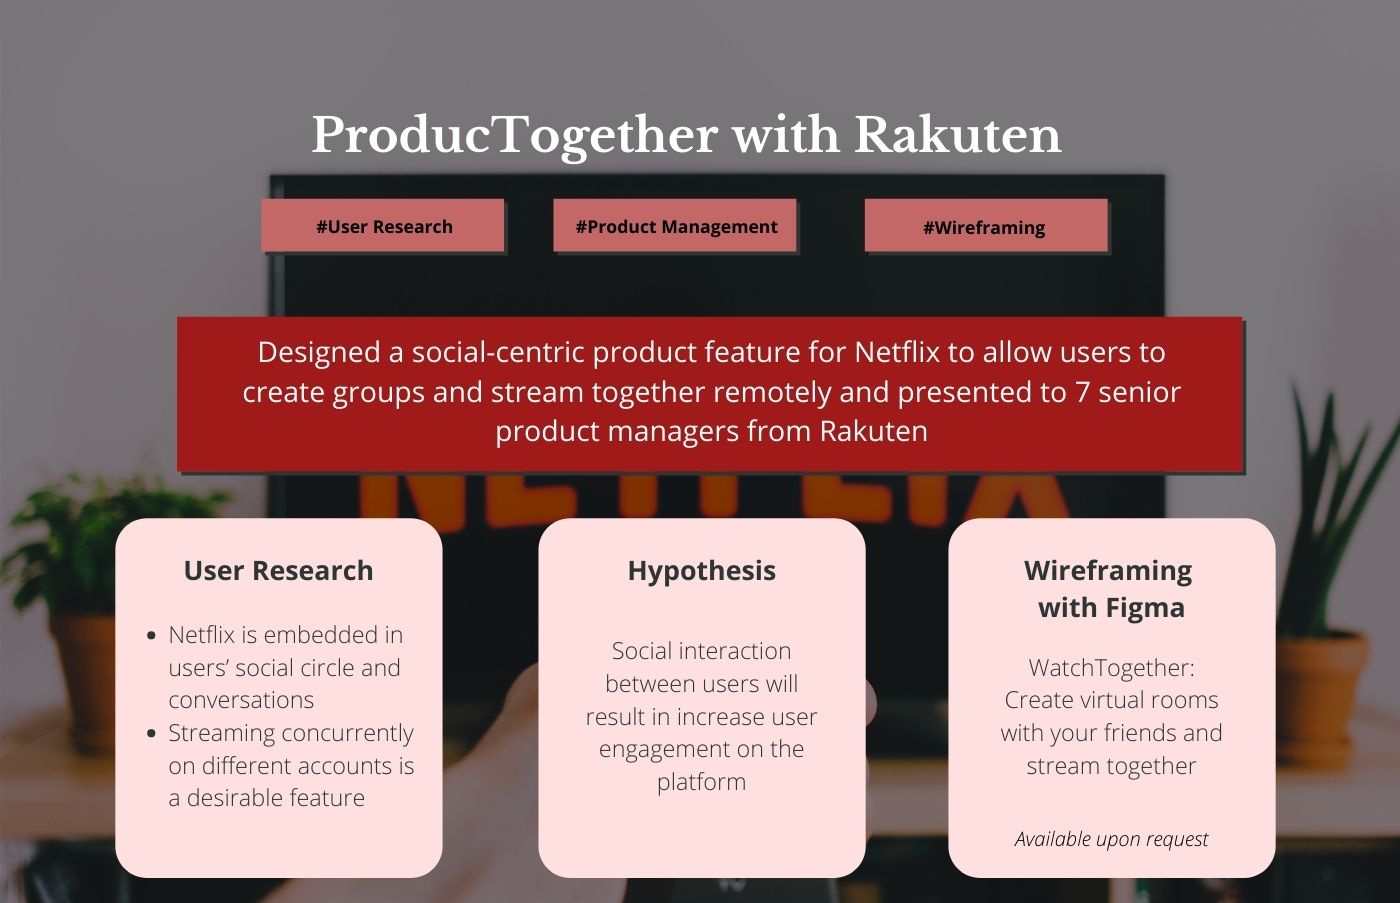 ProducTogether with Rakuten
#User Research
#Product Management
#Wireframing
Designed a social-centric product feature for Netflix to allow users to
create groups and stream together remotely and presented to 7 senior
product managers from Rakuten
NETFLIX
User Research
• Netflix is embedded in
users’ social circle and
conversations
• Streaming concurrently
on different accounts is
a desirable feature
Hypothesis
Social interaction
between users will
result in increase user
engagement on the
platform
Wireframing
with Figma
WatchTogether:
Create virtual rooms
with your friends and
stream together
Available upon request